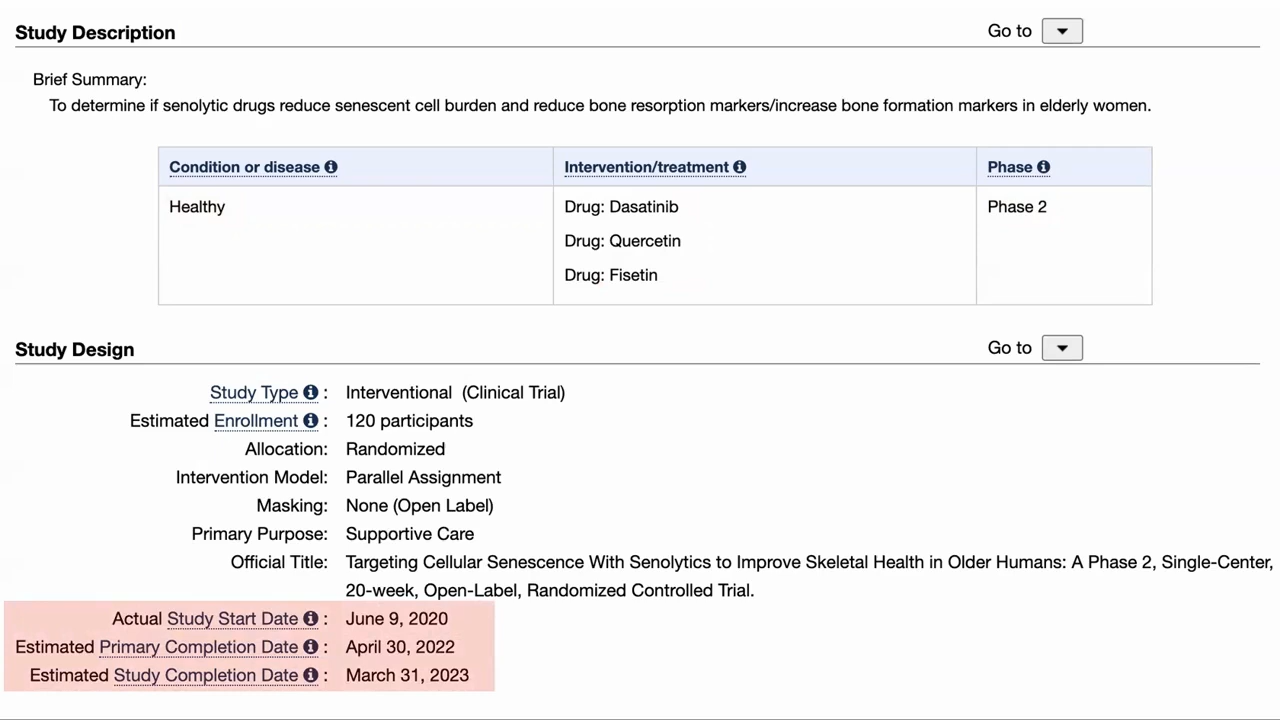 Study Description
Go to
Brief Summary:
To determine if senolytic drugs reduce senescent cell burden and reduce bone resorption markers/increase bone formation markers in elderly women.
Condition or disease Intervention/treatment Phase
Healthy Drug: Dasatinib Phase 2
Drug: Quercetin
Drug: Fisetin
Study Design
Go to
Study Type : Interventional (Clinical Trial)
Estimated Enrollment : 120 participants
Allocation: Randomized
Intervention Model: Parallel Assignment
Masking: None (Open Label)
Primary Purpose: Supportive Care
Official Title: Targeting Cellular Senescence With Senolytics to Improve Skeletal Health in Older Humans: A Phase 2, Single-Center,
20-week, Open-Label, Randomized Controlled Trial.
Actual Study Start Date : June 9, 2020
Estimated Primary Completion Date : April 30, 2022
Estimated Study Completion Date : March 31, 2023